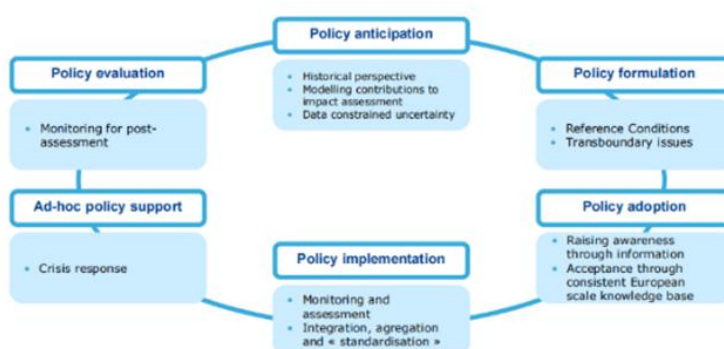 Policy anticipation
• Historical perspective
• Modelling contributions to
impact assessment
• Data constrained uncertainty
Policy evaluation
• Monitoring for post-
assessment
Policy formulation
• Reference Conditions
• Transboundary issues
Ad-hoc policy support
• Crisis response
Policy adoption
• Raising awareness
through information
• Acceptance through
consistent European
scale knowledge base
Policy implementation
• Monitoring and
assessment
• Integration, agregation
and « standardisation »